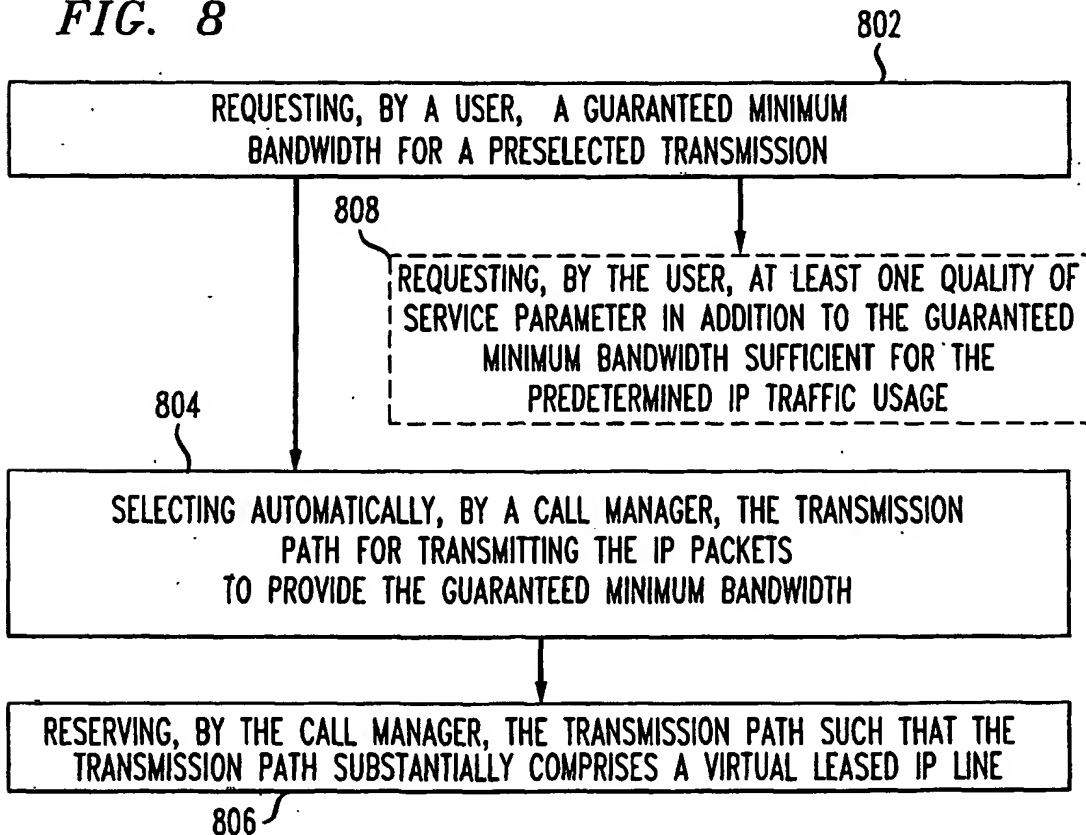 FIG. 8
802
REQUESTING, BY A USER, A GUARANTEED MINIMUM
BANDWIDTH FOR A PRESELECTED TRANSMISSION
808
REQUESTING, BY THE USER, AT LEAST ONE QUALITY OF
SERVICE PARAMETER IN ADDITION TO THE GUARANTEED
MINIMUM BANDWIDTH SUFFICIENT FOR THE
PREDETERMINED IP TRAFFIC USAGE
804
SELECTING AUTOMATICALLY, BY A CALL MANAGER, THE TRANSMISSION
PATH FOR TRANSMITTING THE IP PACKETS
TO PROVIDE THE GUARANTEED MINIMUM BANDWIDTH
RESERVING, BY THE CALL MANAGER, THE TRANSMISSION PATH SUCH THAT THE
TRANSMISSION PATH SUBSTANTIALLY COMPRISES A VIRTUAL LEASED IP LINE
806